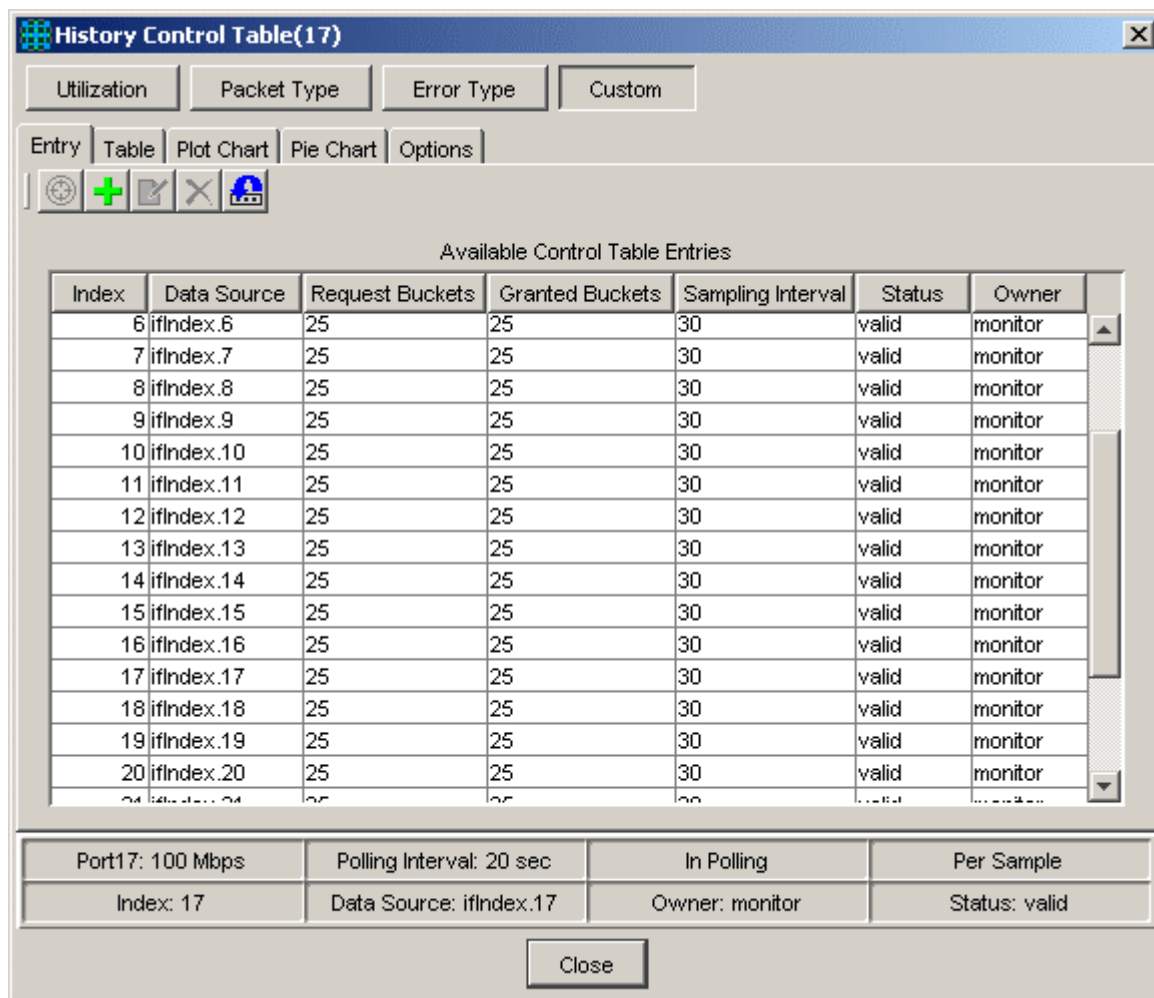 History Control Table(17)
Utilization Packet Type Error Type Custom
Entry Table Plot Chart Pie Chart Options
Available Control Table Entries
Index Data Source Request Buckets Granted Buckets Sampling Interval Status Owner
6 ifIndex.6 25 25 30 valid monitor
7 ifIndex.7 25 25 30 valid monitor
8 ifIndex.8 25 25 30 valid monitor
9 ifIndex.9 25 25 30 valid monitor
10 ifIndex.10 25 25 30 valid monitor
11 ifIndex.11 25 25 30 valid monitor
12 ifIndex.12 25 25 30 valid monitor
13 ifIndex.13 25 25 30 valid monitor
14 ifIndex.14 25 25 30 valid monitor
15 ifIndex.15 25 25 30 valid monitor
16 ifIndex.16 25 25 30 valid monitor
17 ifIndex.17 25 25 30 valid monitor
18 ifIndex.18 25 25 30 valid monitor
19 ifIndex.19 25 25 30 valid monitor
20 ifIndex.20 25 25 30 valid monitor
Port17: 100 Mbps Polling Interval: 20 sec In Polling Per Sample
Index: 17 Data Source: ifIndex.17 Owner: monitor Status: valid
Close